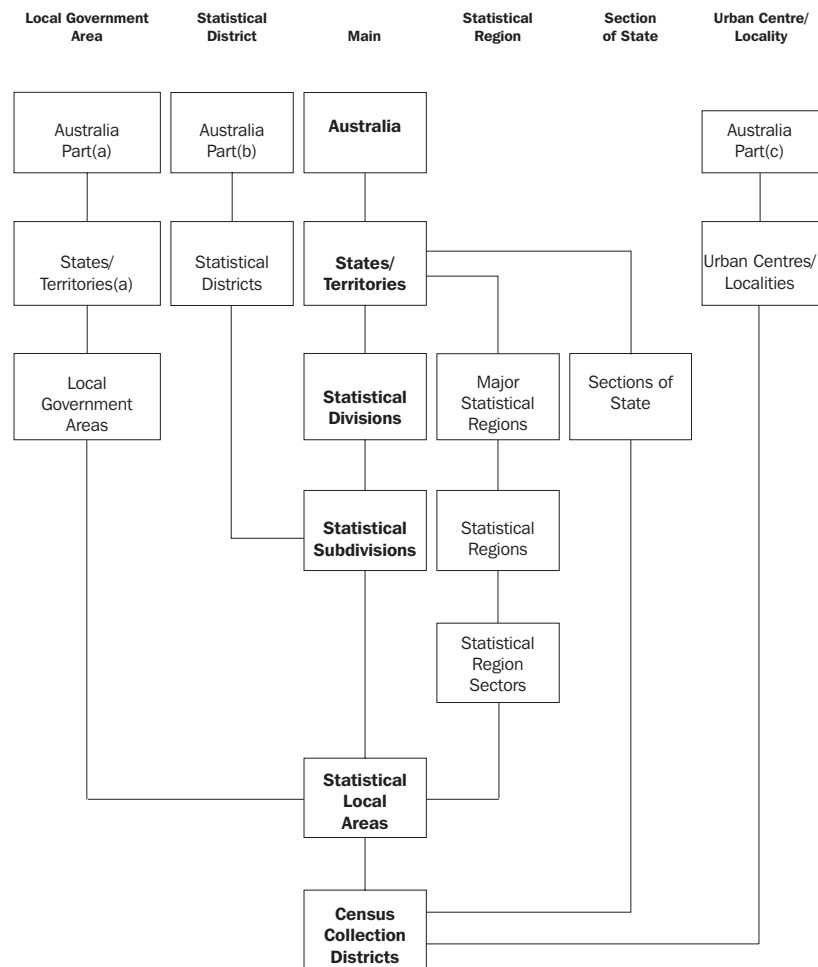 Local Government
Area
Statistical
District
Main
Statistical
Region
Section
of State
Urban Centre/
Locality
Australia
Part(a)
Australia
Part(b)
Australia
Australia
Part(c)
States/
Territories(a)
Statistical
Districts
States/
Territories
Urban Centres/
Localities
Local
Government
Areas
Statistical
Divisions
Major
Statistical
Regions
Sections of
State
Statistical
Subdivisions
Statistical
Regions
Statistical
Region
Sectors
Statistical
Local
Areas
Census
Collection
Districts